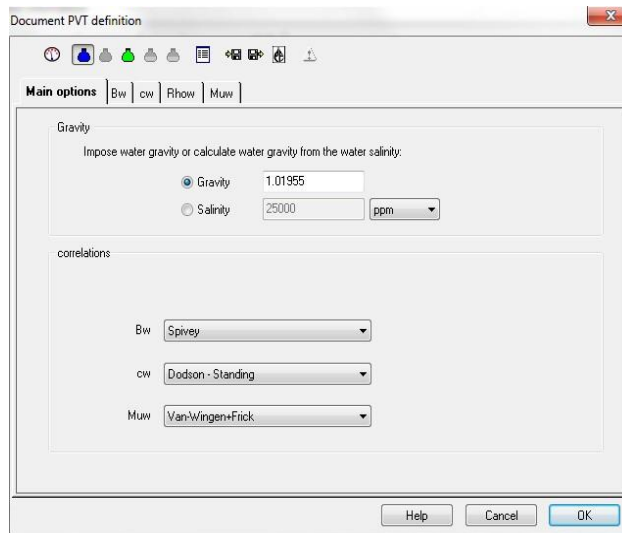 Document PVT definition
Main options Bw cw Rhow Muw
Gravity
Impose water gravity or calculate water gravity from the water salinity:
Gravity 1.01955
Salinity 25000 ppm
correlations
Bw Spivey
cw Dodson - Standing
Muw Van-Wingen+Frick
Help Cancel OK